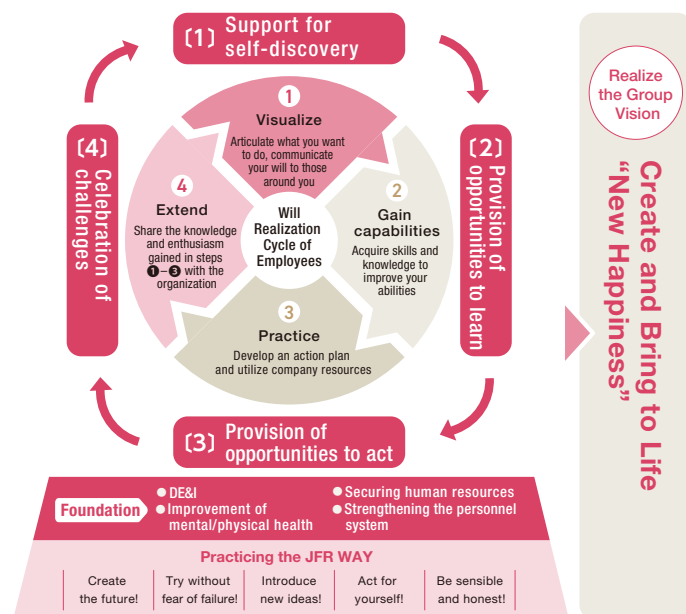 〔1〕 Support for
self-discovery
1
Visualize
Articulate what you want
to do, communicate
your will to those
around you
〔2〕 Provision of
opportunities to learn
2
Gain
capabilities
Acquire skills and
knowledge to
improve your
abilities
〔3〕 Provision of
opportunities to act
3
Practice
Develop an action plan
and utilize company resources
〔4〕 Celebration of
challenges
4
Extend
Share the knowledge
and enthusiasm
gained in steps
❶–❸ with the
organization
Will
Realization
Cycle of
Employees
Realize
the Group
Vision
Create and Bring to Life
“New Happiness”
Foundation
● DE&I
● Improvement of
mental/physical health
● Securing human resources
● Strengthening the personnel
system
Practicing the JFR WAY
Create
the future!
Try without
fear of failure!
Introduce
new ideas!
Act for
yourself!
Be sensible
and honest!